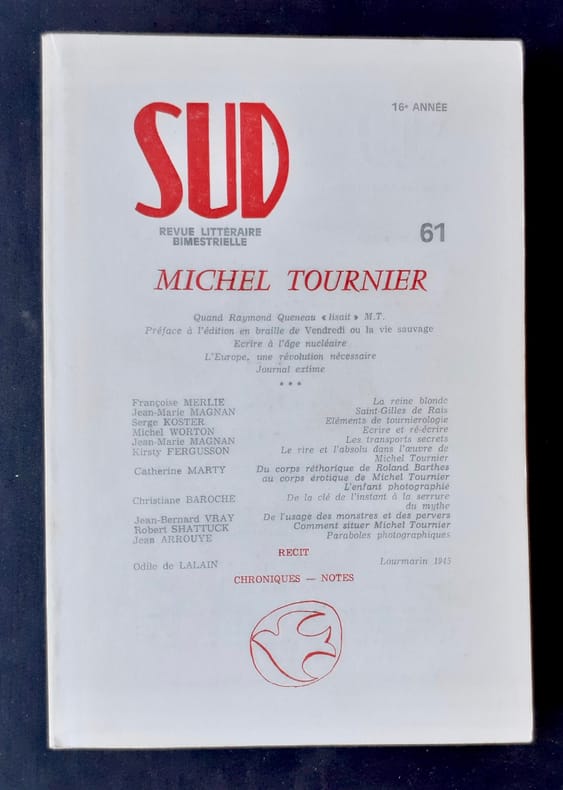 SUD
16e ANNÉE
REVUE LITTÉRAIRE
BIMESTRIELLE
61
MICHEL TOURNIER
Quand Raymond Queneau « lisait » M.T.
Préface à l'édition en braille de Vendredi ou la vie sauvage
Ecrire à l'âge nucléaire
L'Europe, une révolution nécessaire
Journal extime
***
Françoise MERLIE La reine blonde
Jean-Marie MAGNAN Saint-Gilles de Rais
Serge KOSTER Eléments de tournierologie
Michel WORTON Ecrire et ré-écrire
Jean-Marie MAGNAN Les transports secrets
Kirsty FERGUSSON Le rire et l'absolu dans l'œuvre de
Michel Tournier
Catherine MARTY Du corps réthorique de Roland Barthes
au corps érotique de Michel Tournier
L'enfant photographié
Christiane BAROCHE De la clé de l'instant à la serrure
du mythe
Jean-Bernard VRAY De l'usage des monstres et des pervers
Robert SHATTUCK Comment situer Michel Tournier
Jean ARROUYE Paraboles photographiques
RECIT
Odile de LALAIN Lourmarin 1945
CHRONIQUES — NOTES